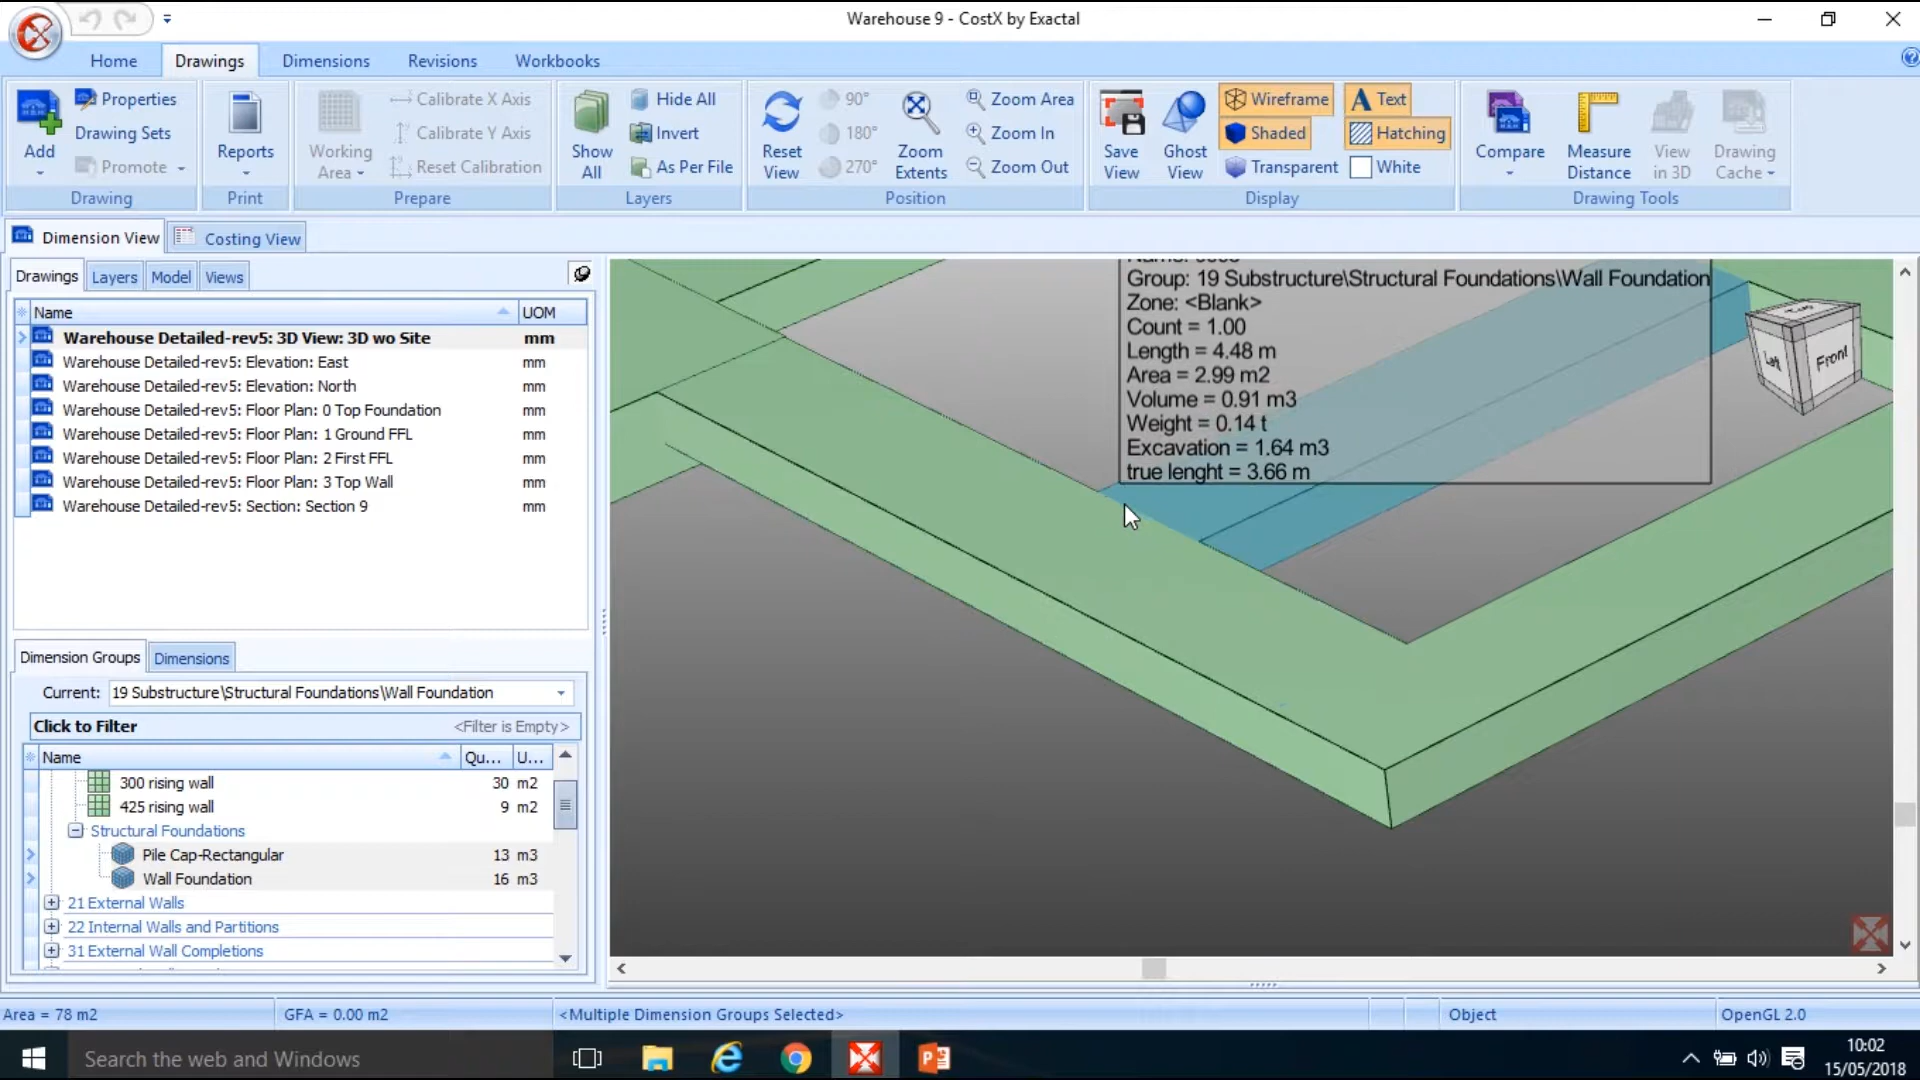 Warehouse 9 - CostX by Exactal
Home
Drawings
Dimensions
Revisions
Workbooks
Add
Properties
Drawing Sets
Promote
Drawing
Reports
Print
Working Area
Calibrate X Axis
Calibrate Y Axis
Reset Calibration
Prepare
Show All
Hide All
Invert
As Per File
Layers
Reset View
90°
180°
270°
Zoom Extents
Zoom Area
Zoom In
Zoom Out
Position
Save View
Ghost View
Wireframe
Shaded
Transparent
Text
Hatching
White
Display
Compare
Measure Distance
View in 3D
Drawing Cache
Drawing Tools
Dimension View
Costing View
Drawings
Layers
Model
Views
Name UOM
Warehouse Detailed-rev5: 3D View: 3D wo Site mm
Warehouse Detailed-rev5: Elevation: East mm
Warehouse Detailed-rev5: Elevation: North mm
Warehouse Detailed-rev5: Floor Plan: 0 Top Foundation mm
Warehouse Detailed-rev5: Floor Plan: 1 Ground FFL mm
Warehouse Detailed-rev5: Floor Plan: 2 First FFL mm
Warehouse Detailed-rev5: Floor Plan: 3 Top Wall mm
Warehouse Detailed-rev5: Section: Section 9 mm
Group: 19 Substructure\Structural Foundations\Wall Foundation
Zone: <Blank>
Count = 1.00
Length = 4.48 m
Area = 2.99 m2
Volume = 0.91 m3
Weight = 0.14 t
Excavation = 1.64 m3
true lenght = 3.66 m
Left
Front
Dimension Groups
Dimensions
Current: 19 Substructure\Structural Foundations\Wall Foundation
Click to Filter <Filter is Empty>
Name Qu... U...
300 rising wall 30 m2
425 rising wall 9 m2
Structural Foundations
Pile Cap-Rectangular 13 m3
Wall Foundation 16 m3
21 External Walls
22 Internal Walls and Partitions
31 External Wall Completions
Area = 78 m2
GFA = 0.00 m2
<Multiple Dimension Groups Selected>
Object
OpenGL 2.0
Search the web and Windows
10:02
15/05/2018